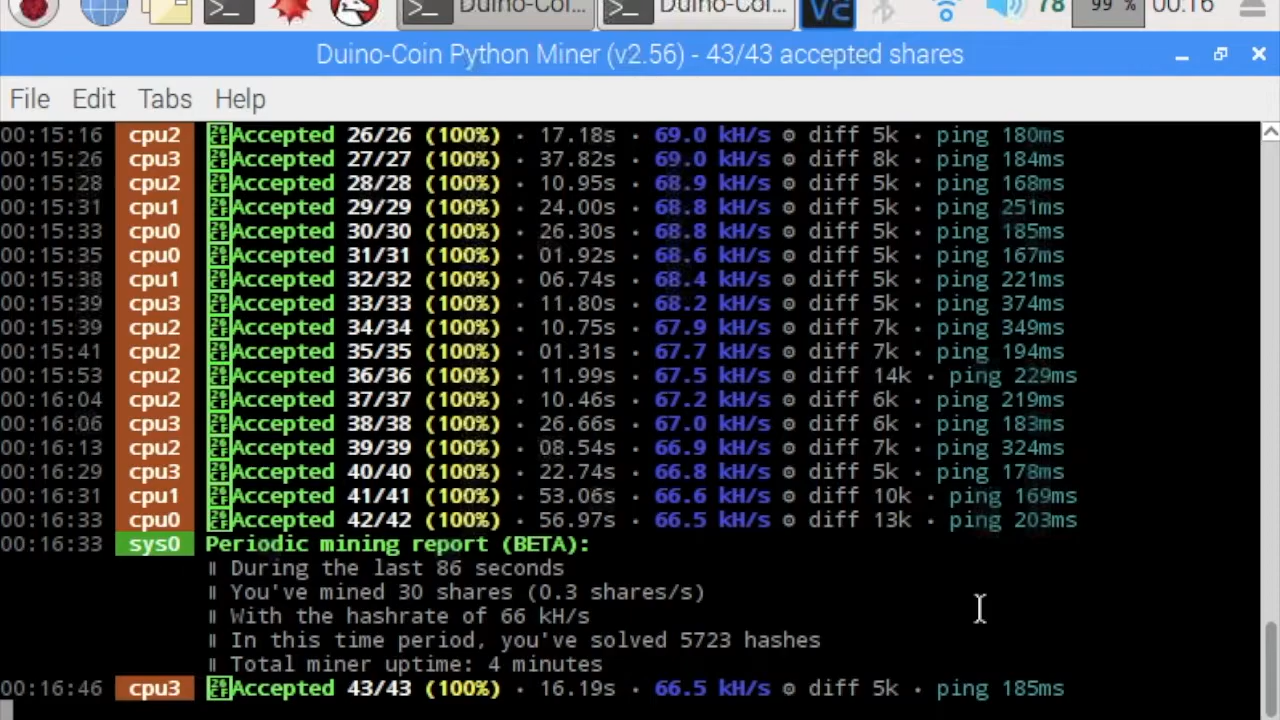 Duino-Coi... Duino-Coi... VC 78 99 % 00:16
Duino-Coin Python Miner (v2.56) - 43/43 accepted shares
File Edit Tabs Help
00:15:16 cpu2 Accepted 26/26 (100%) · 17.18s · 69.0 kH/s ⚙ diff 5k · ping 180ms
00:15:26 cpu3 Accepted 27/27 (100%) · 37.82s · 69.0 kH/s ⚙ diff 8k · ping 184ms
00:15:28 cpu2 Accepted 28/28 (100%) · 10.95s · 68.9 kH/s ⚙ diff 5k · ping 168ms
00:15:31 cpu1 Accepted 29/29 (100%) · 24.00s · 68.8 kH/s ⚙ diff 5k · ping 251ms
00:15:33 cpu0 Accepted 30/30 (100%) · 26.30s · 68.8 kH/s ⚙ diff 5k · ping 185ms
00:15:35 cpu0 Accepted 31/31 (100%) · 01.92s · 68.6 kH/s ⚙ diff 5k · ping 167ms
00:15:38 cpu1 Accepted 32/32 (100%) · 06.74s · 68.4 kH/s ⚙ diff 5k · ping 221ms
00:15:39 cpu3 Accepted 33/33 (100%) · 11.80s · 68.2 kH/s ⚙ diff 5k · ping 374ms
00:15:39 cpu2 Accepted 34/34 (100%) · 10.75s · 67.9 kH/s ⚙ diff 7k · ping 349ms
00:15:41 cpu2 Accepted 35/35 (100%) · 01.31s · 67.7 kH/s ⚙ diff 7k · ping 194ms
00:15:53 cpu2 Accepted 36/36 (100%) · 11.99s · 67.5 kH/s ⚙ diff 14k · ping 229ms
00:16:04 cpu2 Accepted 37/37 (100%) · 10.46s · 67.2 kH/s ⚙ diff 6k · ping 219ms
00:16:06 cpu3 Accepted 38/38 (100%) · 26.66s · 67.0 kH/s ⚙ diff 6k · ping 183ms
00:16:13 cpu2 Accepted 39/39 (100%) · 08.54s · 66.9 kH/s ⚙ diff 7k · ping 324ms
00:16:29 cpu3 Accepted 40/40 (100%) · 22.74s · 66.8 kH/s ⚙ diff 5k · ping 178ms
00:16:31 cpu1 Accepted 41/41 (100%) · 53.06s · 66.6 kH/s ⚙ diff 10k · ping 169ms
00:16:33 cpu0 Accepted 42/42 (100%) · 56.97s · 66.5 kH/s ⚙ diff 13k · ping 203ms
00:16:33 sys0 Periodic mining report (BETA):
‖ During the last 86 seconds
‖ You've mined 30 shares (0.3 shares/s)
‖ With the hashrate of 66 kH/s
‖ In this time period, you've solved 5723 hashes
‖ Total miner uptime: 4 minutes
00:16:46 cpu3 Accepted 43/43 (100%) · 16.19s · 66.5 kH/s ⚙ diff 5k · ping 185ms